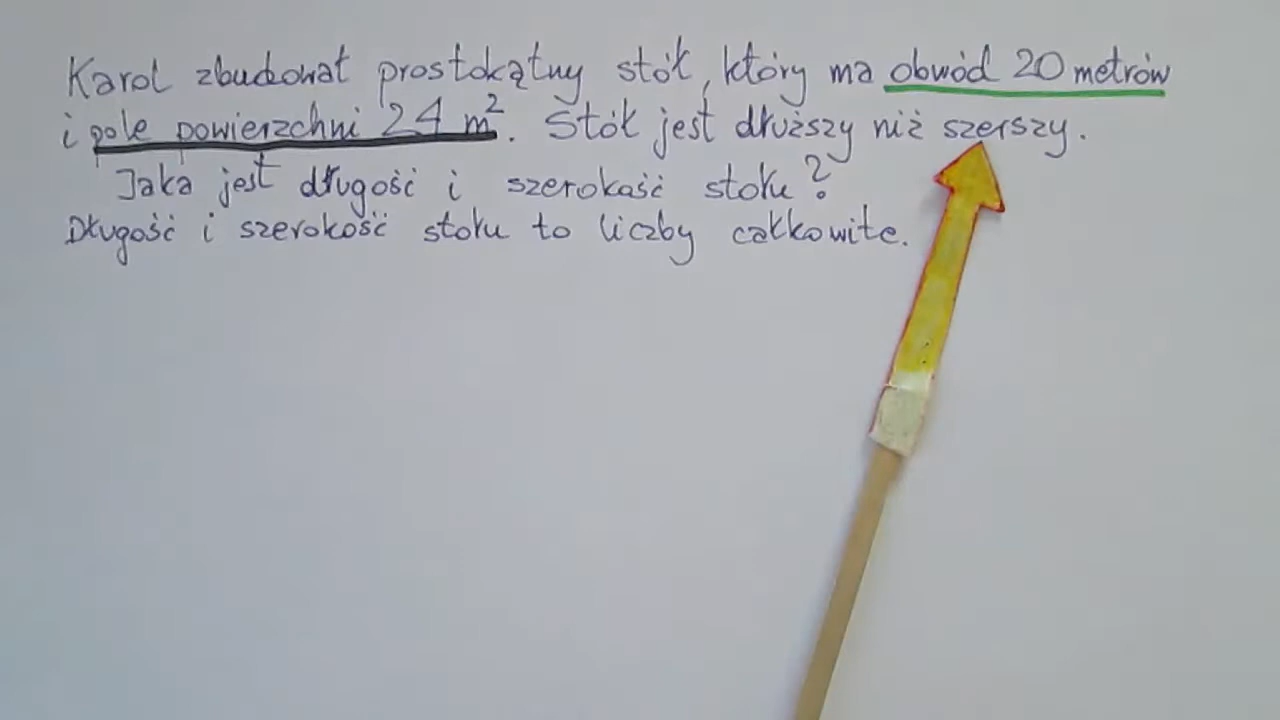 Karol zbudował prostokątny stół, który ma obwód 20 metrów
i pole powierzchni 24 m². Stół jest dłuższy niż szerszy.
Jaka jest długość i szerokość stołu?
Długość i szerokość stołu to liczby całkowite.